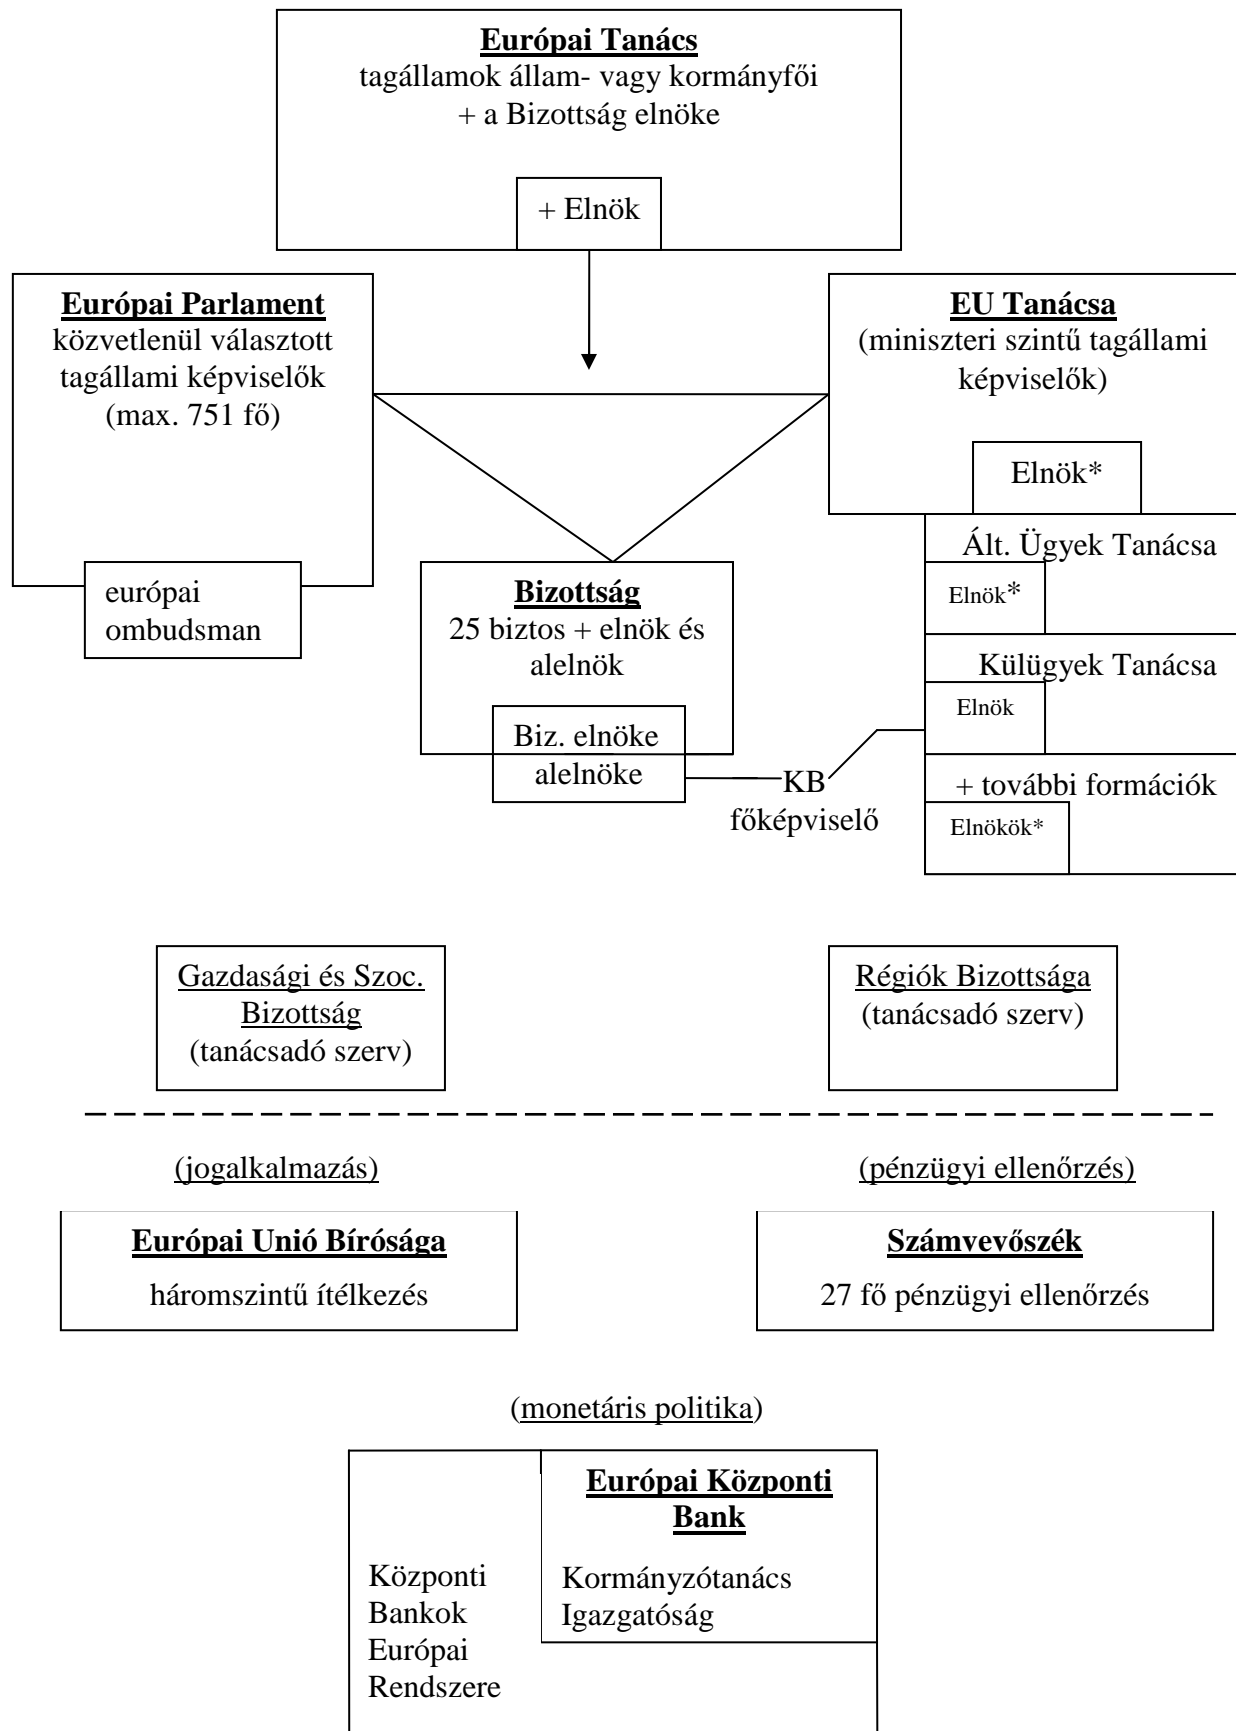 Európai Tanács
tagállamok állam- vagy kormányfői
+ a Bizottság elnöke
+ Elnök
Európai Parlament
közvetlenül választott
tagállami képviselők
(max. 751 fő)
európai
ombudsman
EU Tanácsa
(miniszteri szintű tagállami
képviselők)
Elnök*
Ált. Ügyek Tanácsa
Elnök*
Külügyek Tanácsa
Elnök
+ további formációk
Elnökök*
Bizottság
25 biztos + elnök és
alelnök
Biz. elnöke
alelnöke
KB
főképviselő
Gazdasági és Szoc.
Bizottság
(tanácsadó szerv)
Régiók Bizottsága
(tanácsadó szerv)
(jogalkalmazás)
(pénzügyi ellenőrzés)
Európai Unió Bírósága
háromszintű ítélkezés
Számvevőszék
27 fő pénzügyi ellenőrzés
(monetáris politika)
Európai Központi
Bank
Kormányzótanács
Igazgatóság
Központi
Bankok
Európai
Rendszere